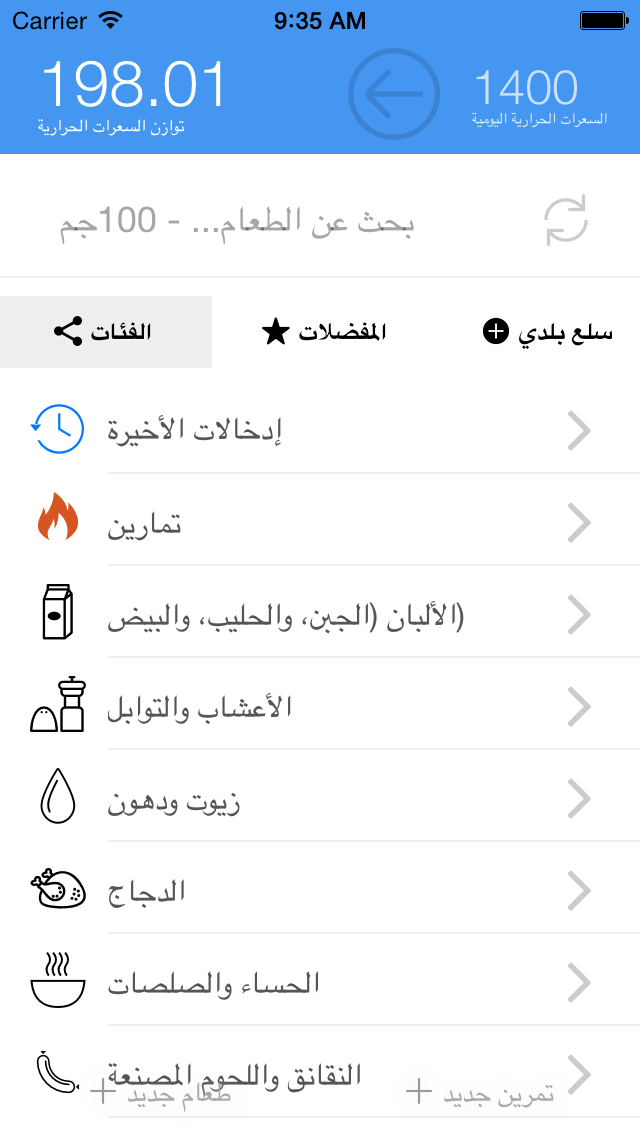 Carrier 9:35 AM
198.01
توازن السعرات الحرارية
1400
السعرات الحرارية اليومية
بحث عن الطعام... - 100جم
الفئات
المفضلات
سلع بلدي
إدخالات الأخيرة
تمارين
(الألبان (الجبن، والحليب، والبيض
الأعشاب والتوابل
زيوت ودهون
الدجاج
الحساء والصلصات
النقانق واللحوم المصنعة
+ طعام جديد
+ تمرين جديد